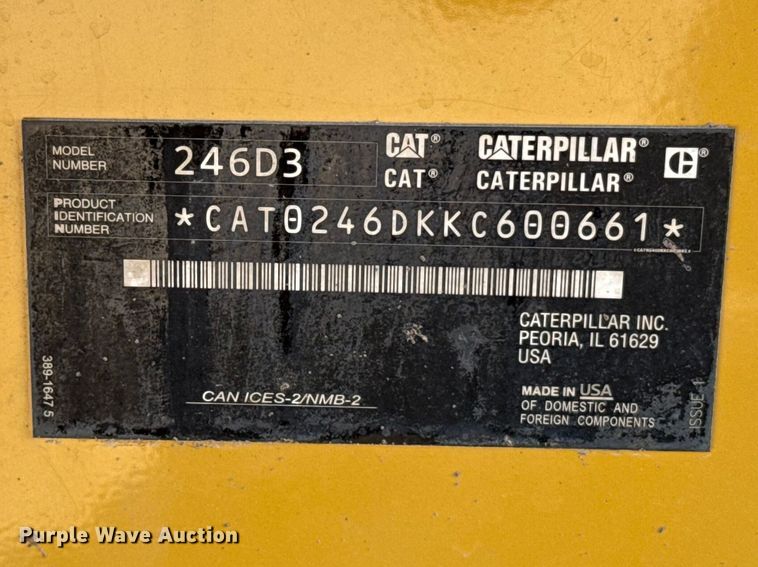 MODEL NUMBER 246D3
CAT® CATERPILLAR® C®
CAT® CATERPILLAR®
PRODUCT IDENTIFICATION NUMBER *CAT0246DKKC600661*
CATERPILLAR INC.
PEORIA, IL 61629
USA
389-1647 5
CAN ICES-2/NMB-2
MADE IN USA
OF DOMESTIC AND
FOREIGN COMPONENTS
ISSUE 1
Purple Wave Auction